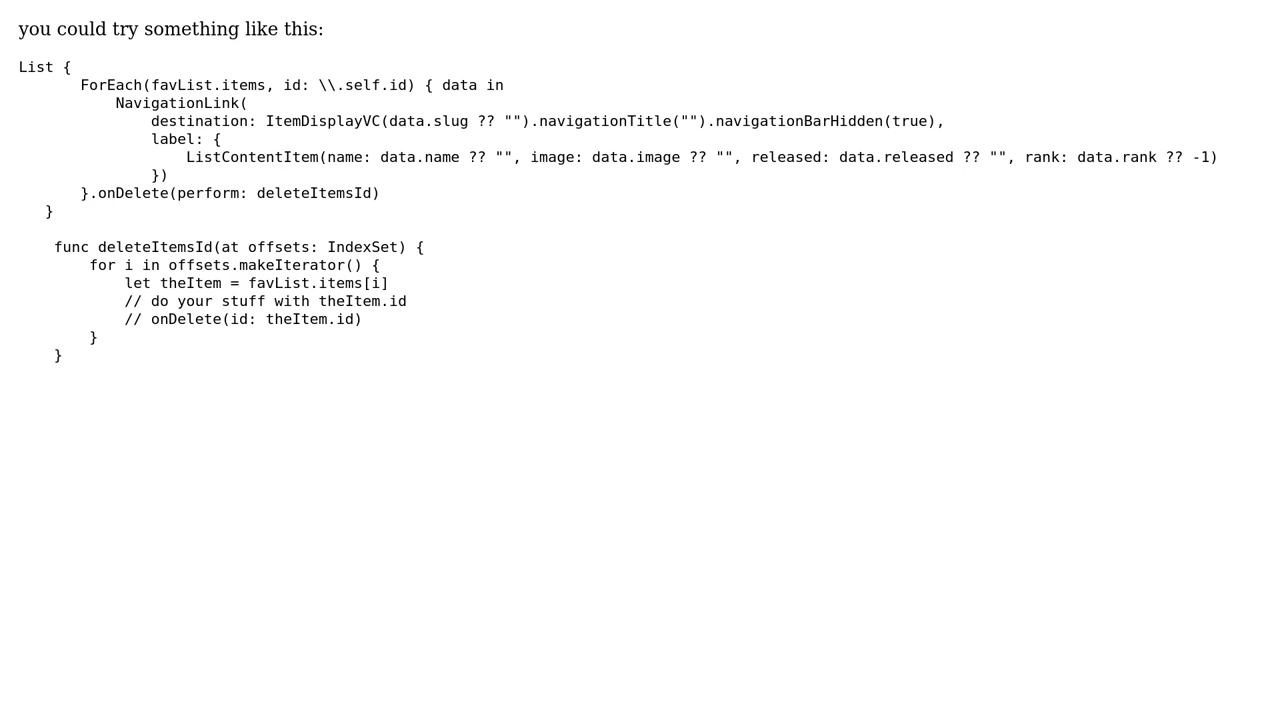 you could try something like this:
List {
       ForEach(favList.items, id: \\.self.id) { data in
           NavigationLink(
               destination: ItemDisplayVC(data.slug ?? "").navigationTitle("").navigationBarHidden(true),
               label: {
                   ListContentItem(name: data.name ?? "", image: data.image ?? "", released: data.released ?? "", rank: data.rank ?? -1)
               })
       }.onDelete(perform: deleteItemsId)
   }

    func deleteItemsId(at offsets: IndexSet) {
        for i in offsets.makeIterator() {
            let theItem = favList.items[i]
            // do your stuff with theItem.id
            // onDelete(id: theItem.id)
        }
    }